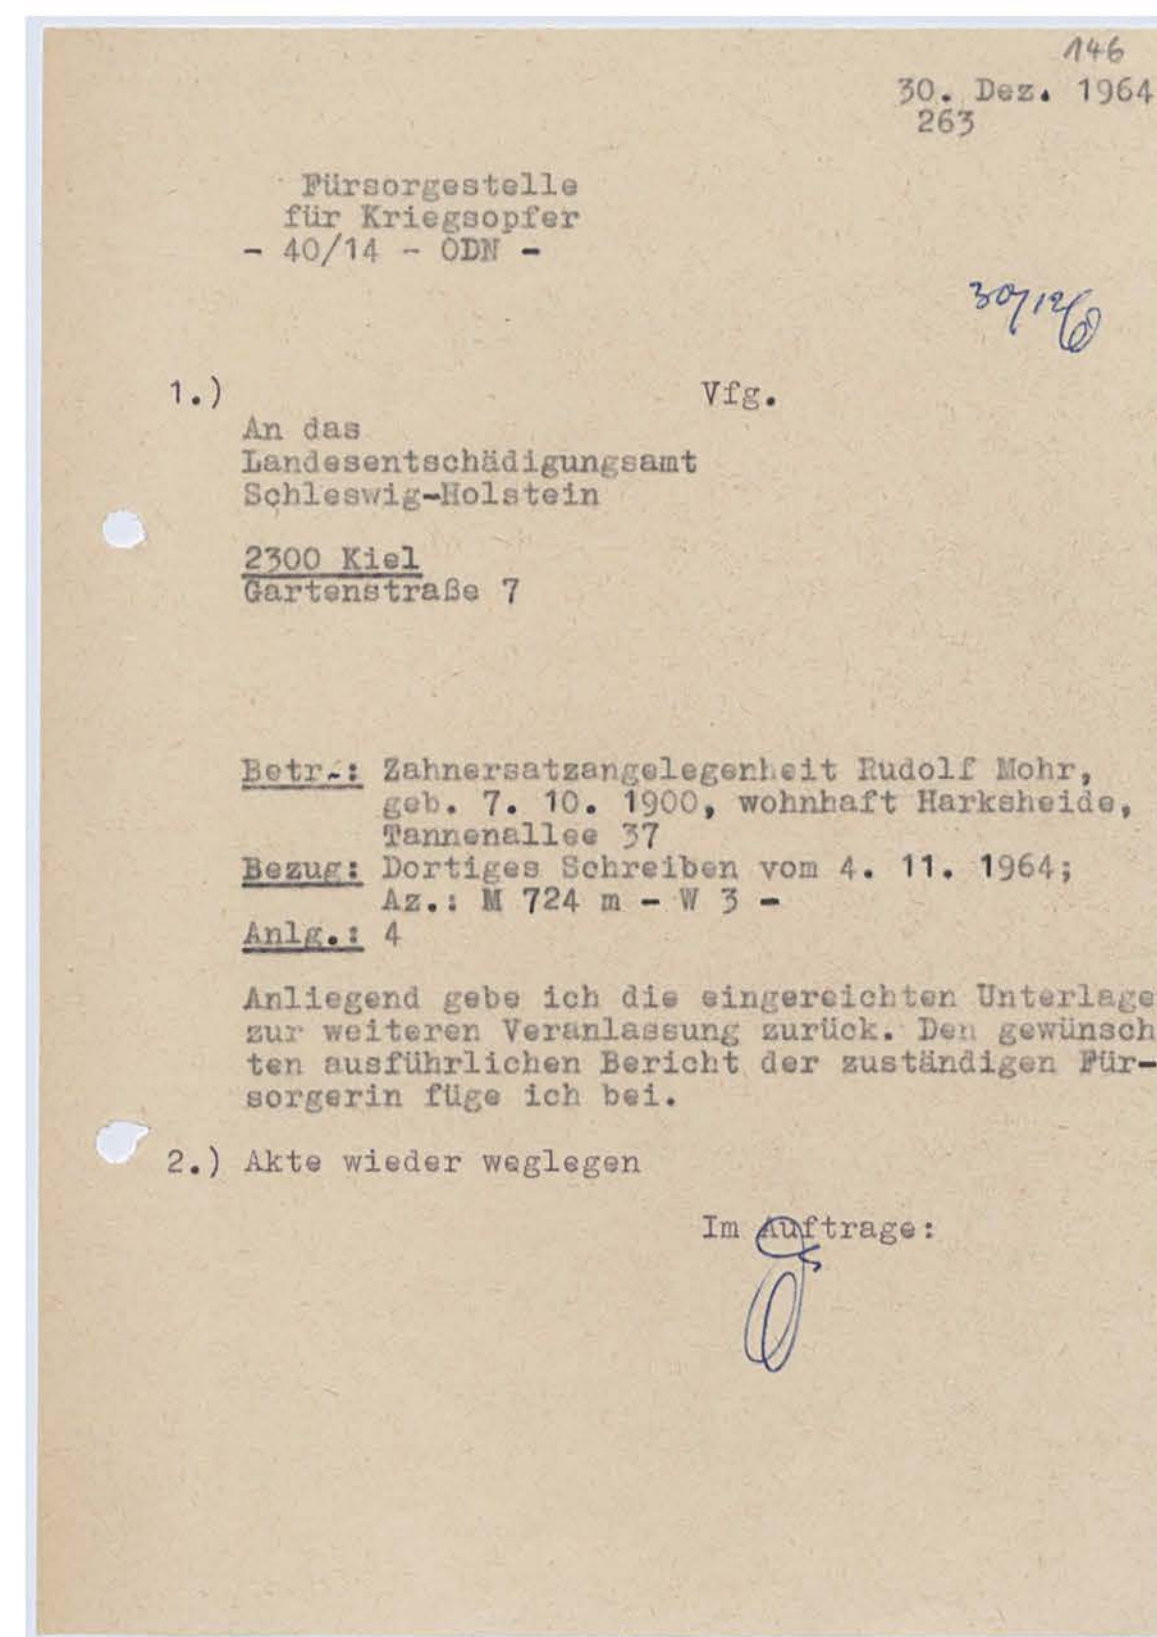 146
30. Dez. 1964
263
Fürsorgestelle
für Kriegsopfer
- 40/14 - ODN -
30/12
1.) Vfg.
An das
Landesentschädigungsamt
Schleswig-Holstein
2300 Kiel
Gartenstraße 7
Betr.: Zahnersatzangelegenheit Rudolf Mohr,
geb. 7. 10. 1900, wohnhaft Harksheide,
Tannenallee 37
Bezug: Dortiges Schreiben vom 4. 11. 1964;
Az.: M 724 m - W 3 -
Anlg.: 4
Anliegend gebe ich die eingereichten Unterlage
zur weiteren Veranlassung zurück. Den gewünsch
ten ausführlichen Bericht der zuständigen Für-
sorgerin füge ich bei.
2.) Akte wieder weglegen
Im Auftrage: